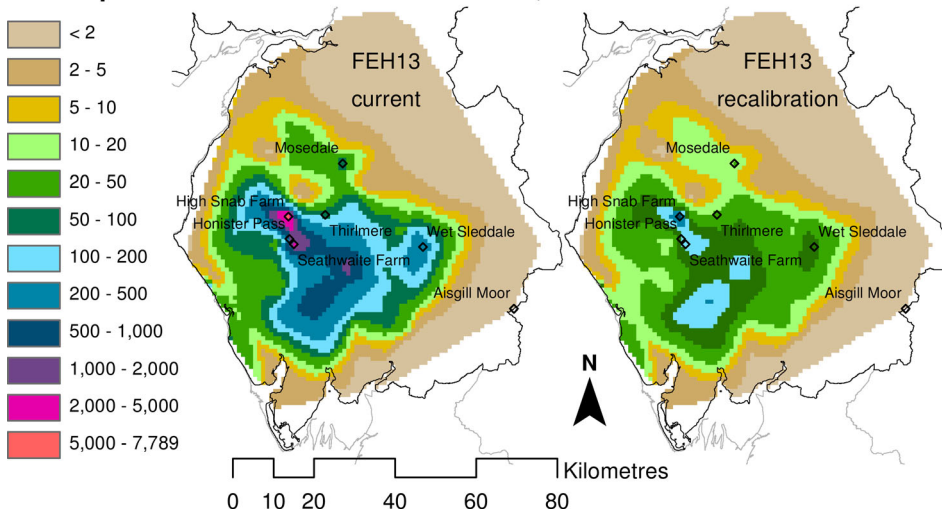 < 2
2 - 5
5 - 10
10 - 20
20 - 50
50 - 100
100 - 200
200 - 500
500 - 1,000
1,000 - 2,000
2,000 - 5,000
5,000 - 7,789
FEH13
current
Mosedale
High Snab Farm
Honister Pass
Thirlmere
Wet Sleddale
Seathwaite Farm
Aisgill Moor
FEH13
recalibration
Mosedale
High Snab Farm
Honister Pass
Thirlmere
Wet Sleddale
Seathwaite Farm
Aisgill Moor
N
Kilometres
0 10 20 40 60 80